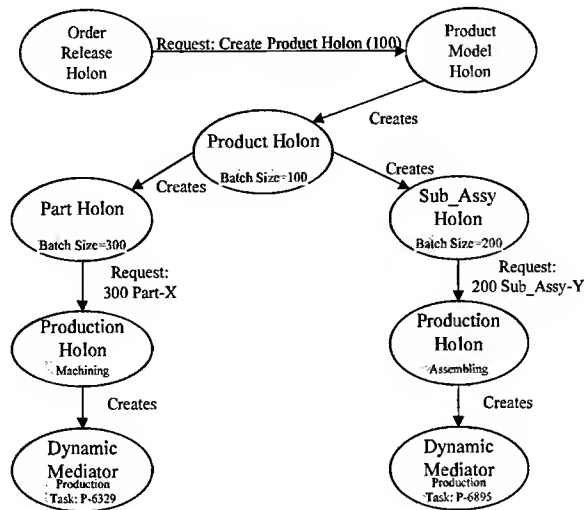 Order
Release
Holon
Request: Create Product Holon (100)
Product
Model
Holon
Creates
Product Holon
Batch Size=100
Creates
Creates
Part Holon
Batch Size=300
Sub_Assy
Holon
Batch Size=200
Request:
300 Part-X
Request:
200 Sub_Assy-Y
Production
Holon
Machining
Production
Holon
Assembling
Creates
Creates
Dynamic
Mediator
Production
Task: P-6329
Dynamic
Mediator
Production
Task: P-6895